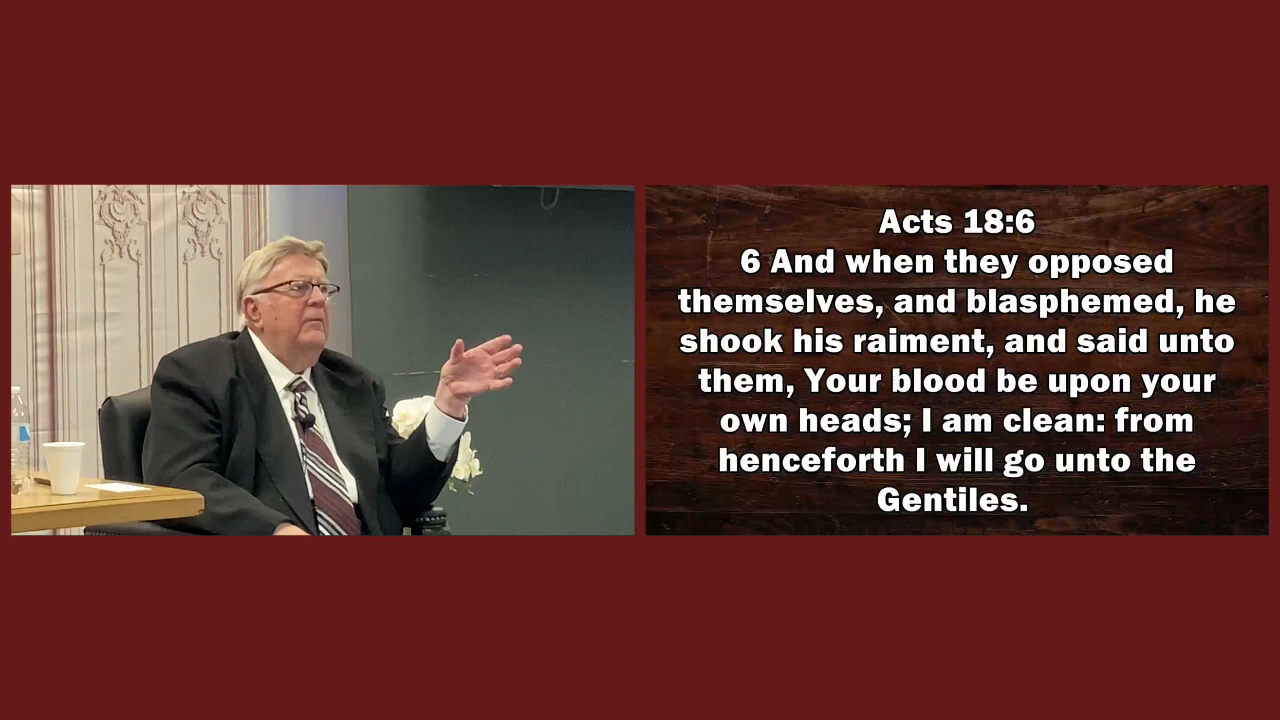 Acts 18:6
6 And when they opposed
themselves, and blasphemed, he
shook his raiment, and said unto
them, Your blood be upon your
own heads; I am clean: from
henceforth I will go unto the
Gentiles.